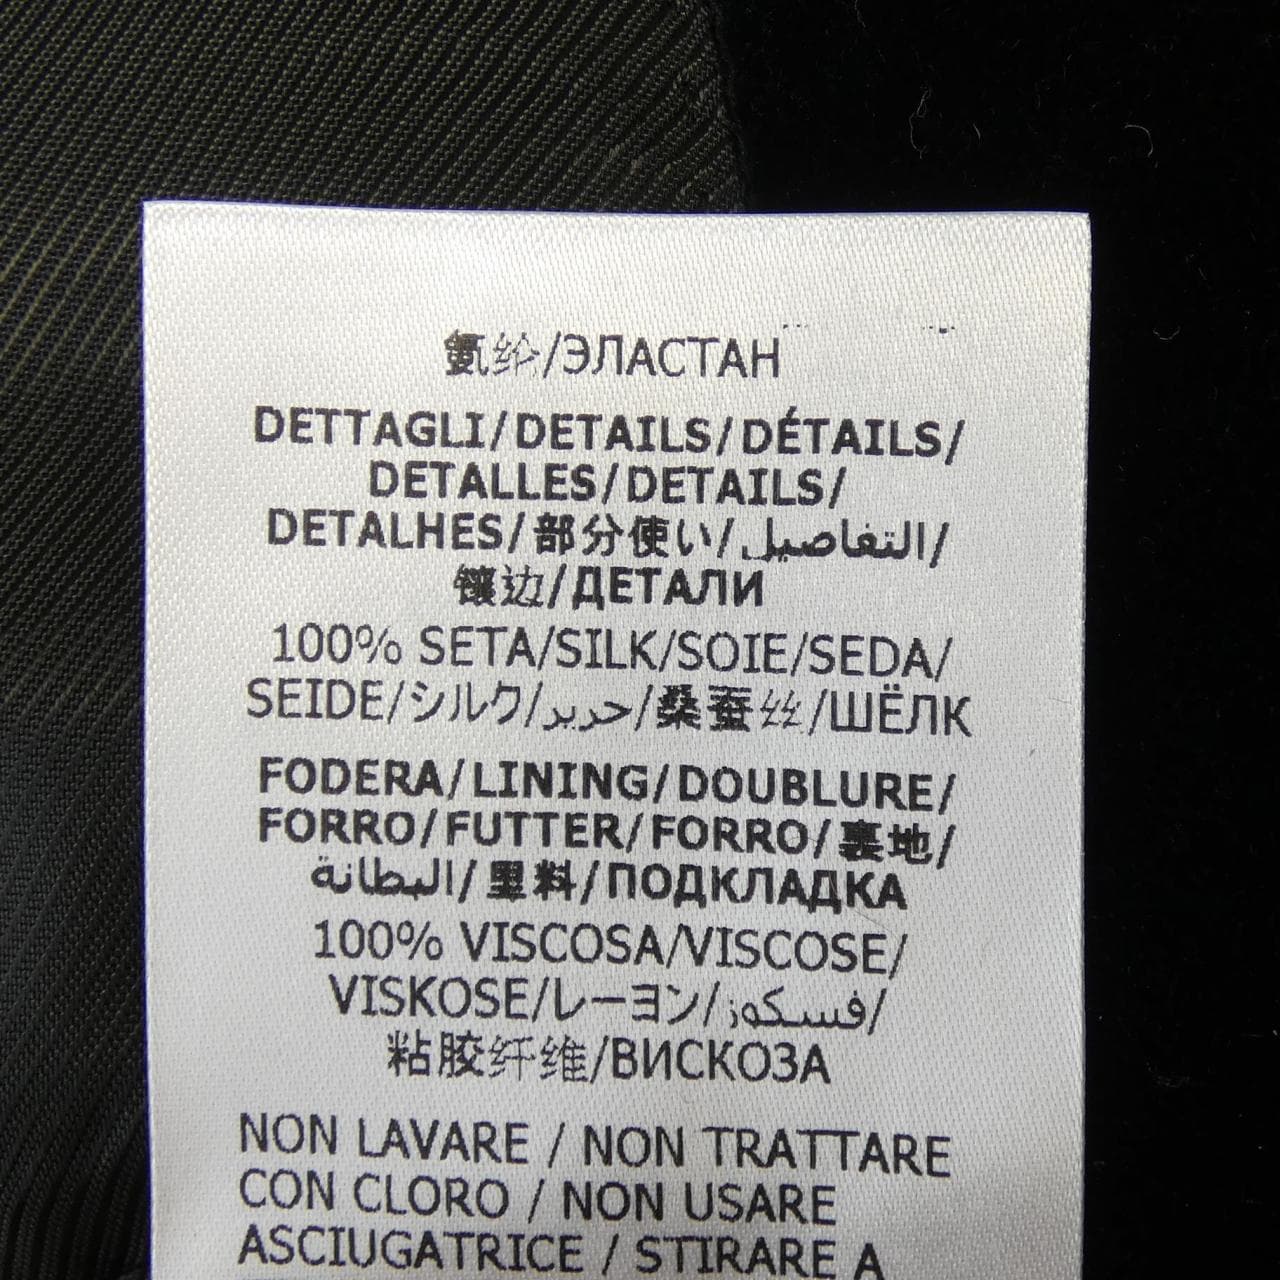 氨纶/ЭЛАСТАН
DETTAGLI/DETAILS/DÉTAILS/
DETALLES/DETAILS/
DETALHES/部分使い/التفاصيل/
镶边/ДЕТАЛИ
100% SETA/SILK/SOIE/SEDA/
SEIDE/シルク/حرير/桑蚕丝/ШЁЛК
FODERA/LINING/DOUBLURE/
FORRO/FUTTER/FORRO/裏地/
البطانة/里料/ПОДКЛАДКА
100% VISCOSA/VISCOSE/
VISKOSE/レーヨン/فسكوز/
粘胶纤维/ВИСКОЗА
NON LAVARE / NON TRATTARE
CON CLORO / NON USARE
ASCIUGATRICE / STIRARE A